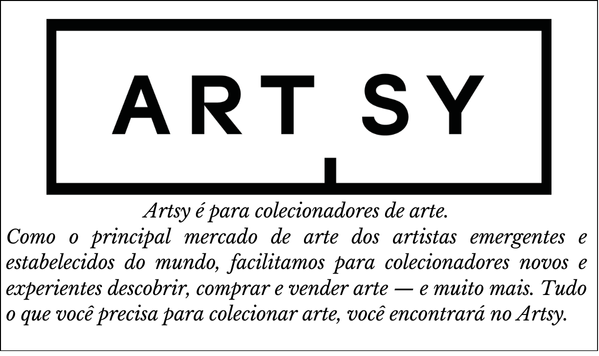 ART SY
Artsy é para colecionadores de arte.
Como o principal mercado de arte dos artistas emergentes e
estabelecidos do mundo, facilitamos para colecionadores novos e
experientes descobrir, comprar e vender arte — e muito mais. Tudo
o que você precisa para colecionar arte, você encontrará no Artsy.